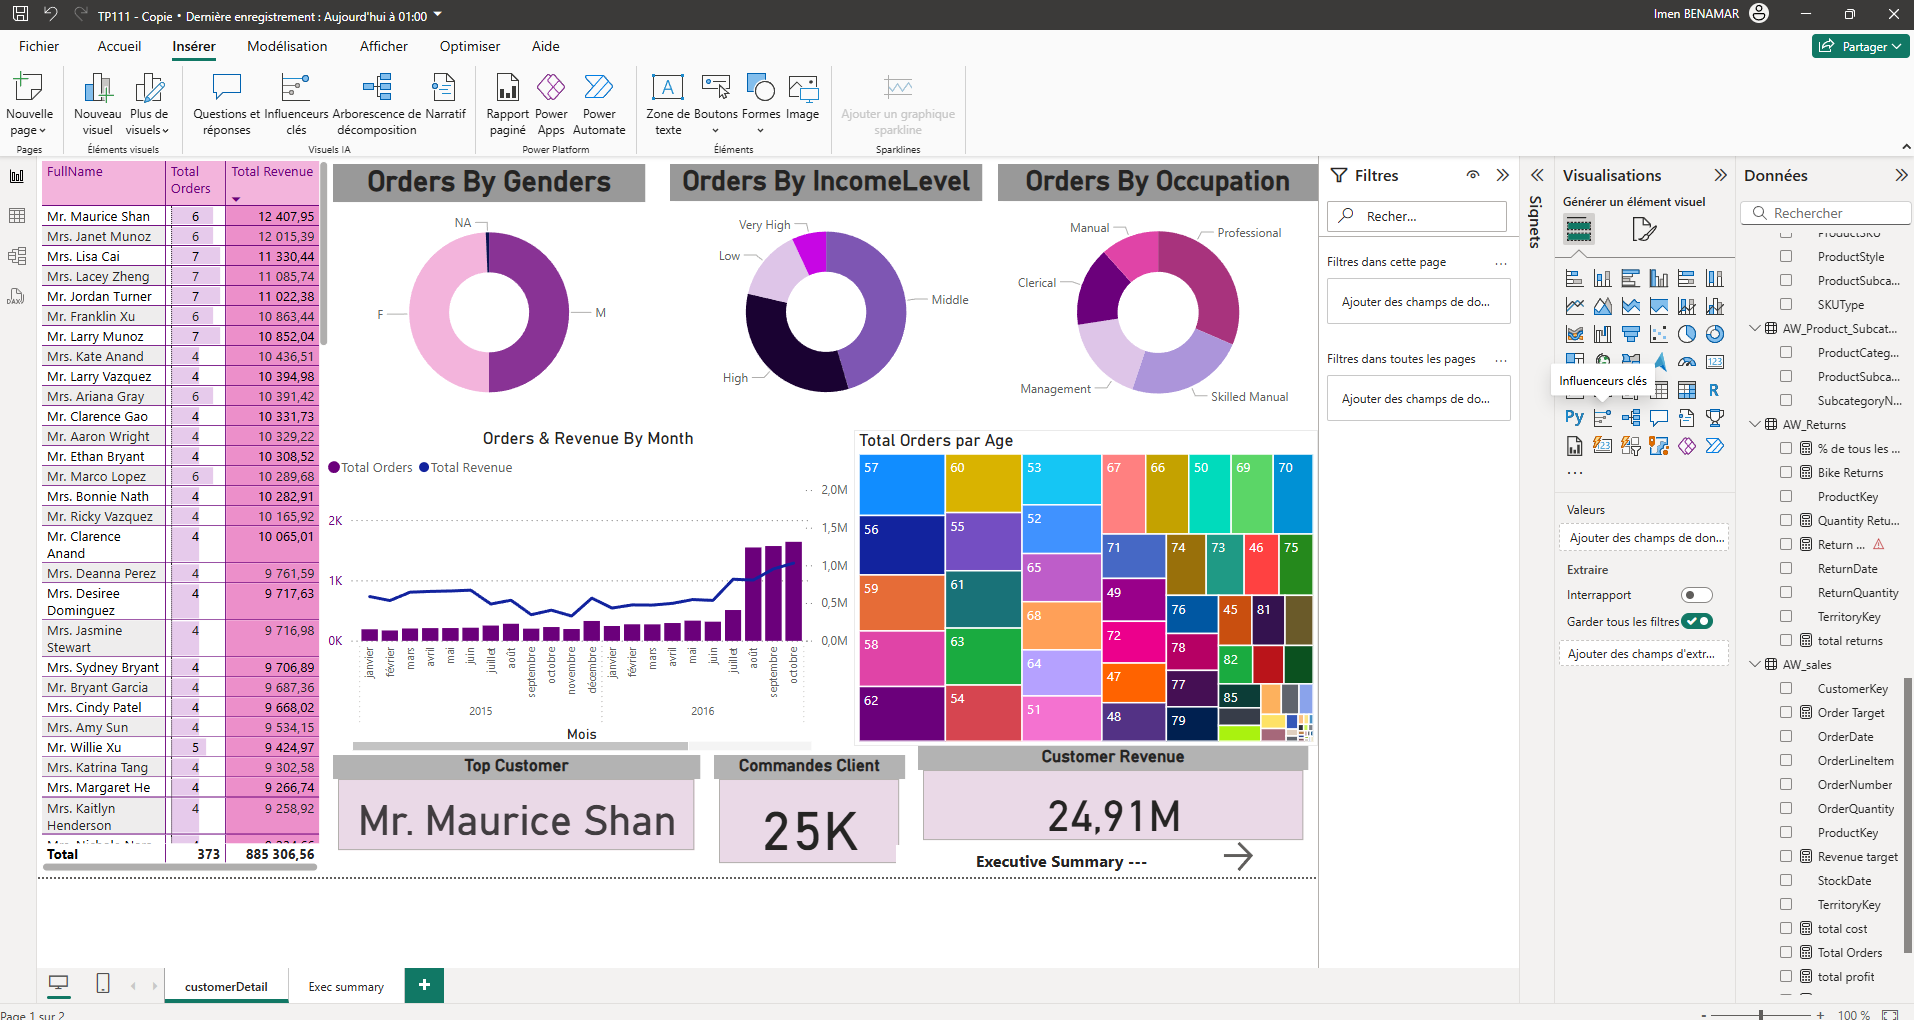 TP111 - Copie • Dernière enregistrement : Aujourd'hui à 01:00
Imen BENAMAR
Fichier
Accueil
Insérer
Modélisation
Afficher
Optimiser
Aide
Partager
Nouvelle page
Nouveau visuel
Plus de visuels
Questions et réponses
Influenceurs clés
Arborescence de décomposition
Narratif
Rapport paginé
Power Apps
Power Automate
Zone de texte
Boutons
Formes
Image
Ajouter un graphique sparkline
Pages
Éléments visuels
Visuels IA
Power Platform
Éléments
Sparklines
FullName Total Orders Total Revenue
Mr. Maurice Shan 6 12 407,95
Mrs. Janet Munoz 6 12 015,39
Mrs. Lisa Cai 7 11 330,44
Mrs. Lacey Zheng 7 11 085,74
Mr. Jordan Turner 7 11 022,38
Mr. Franklin Xu 6 10 863,44
Mr. Larry Munoz 7 10 852,04
Mrs. Kate Anand 4 10 436,51
Mr. Larry Vazquez 4 10 394,98
Mrs. Ariana Gray 6 10 391,42
Mr. Clarence Gao 4 10 331,73
Mr. Aaron Wright 4 10 329,22
Mr. Ethan Bryant 4 10 308,52
Mr. Marco Lopez 6 10 289,68
Mrs. Bonnie Nath 4 10 282,91
Mr. Ricky Vazquez 4 10 165,92
Mr. Clarence Anand 4 10 065,01
Mrs. Deanna Perez 4 9 761,59
Mrs. Desiree Dominguez 4 9 717,63
Mrs. Jasmine Stewart 4 9 716,98
Mrs. Sydney Bryant 4 9 706,89
Mr. Bryant Garcia 4 9 687,36
Mrs. Cindy Patel 4 9 668,02
Mrs. Amy Sun 4 9 534,15
Mr. Willie Xu 5 9 424,97
Mrs. Katrina Tang 4 9 302,58
Mrs. Margaret He 4 9 266,74
Mrs. Kaitlyn Henderson 4 9 258,92
Total 373 885 306,56
Orders By Genders
NA
F
M
Orders By IncomeLevel
Very High
Low
Middle
High
Orders By Occupation
Manual
Professional
Clerical
Management
Skilled Manual
Orders & Revenue By Month
Total Orders
Total Revenue
2K
1K
0K
2,0M
1,5M
1,0M
0,5M
0,0M
janvier
février
mars
avril
mai
juin
juillet
août
septembre
octobre
novembre
décembre
janvier
février
mars
avril
mai
juin
juillet
août
septembre
octobre
2015
2016
Mois
Total Orders par Age
57
56
59
58
62
60
55
61
63
54
53
52
65
68
64
51
67
66
50
69
70
71
49
72
47
48
74
73
46
75
76
78
77
79
45
81
82
85
Top Customer
Mr. Maurice Shan
Commandes Client
25K
Customer Revenue
24,91M
Executive Summary ---
Filtres
Recher...
Filtres dans cette page ...
Ajouter des champs de do...
Filtres dans toutes les pages ...
Ajouter des champs de do...
Signets
Visualisations
Générer un élément visuel
123
Influenceurs clés
R
Py
123
...
Valeurs
Ajouter des champs de don...
Extraire
Interrapport
Garder tous les filtres
Ajouter des champs d'extr...
Données
Rechercher
ProductSKU
ProductStyle
ProductSubca...
SKUType
AW_Product_Subcat...
ProductCateg...
ProductSubca...
SubcategoryN...
AW_Returns
% de tous les ...
Bike Returns
ProductKey
Quantity Retu...
Return ...
ReturnDate
ReturnQuantity
TerritoryKey
total returns
AW_sales
CustomerKey
Order Target
OrderDate
OrderLineItem
OrderNumber
OrderQuantity
ProductKey
Revenue target
StockDate
TerritoryKey
total cost
Total Orders
total profit
customerDetail
Exec summary
+
Page 1 sur 2
- + 100 %